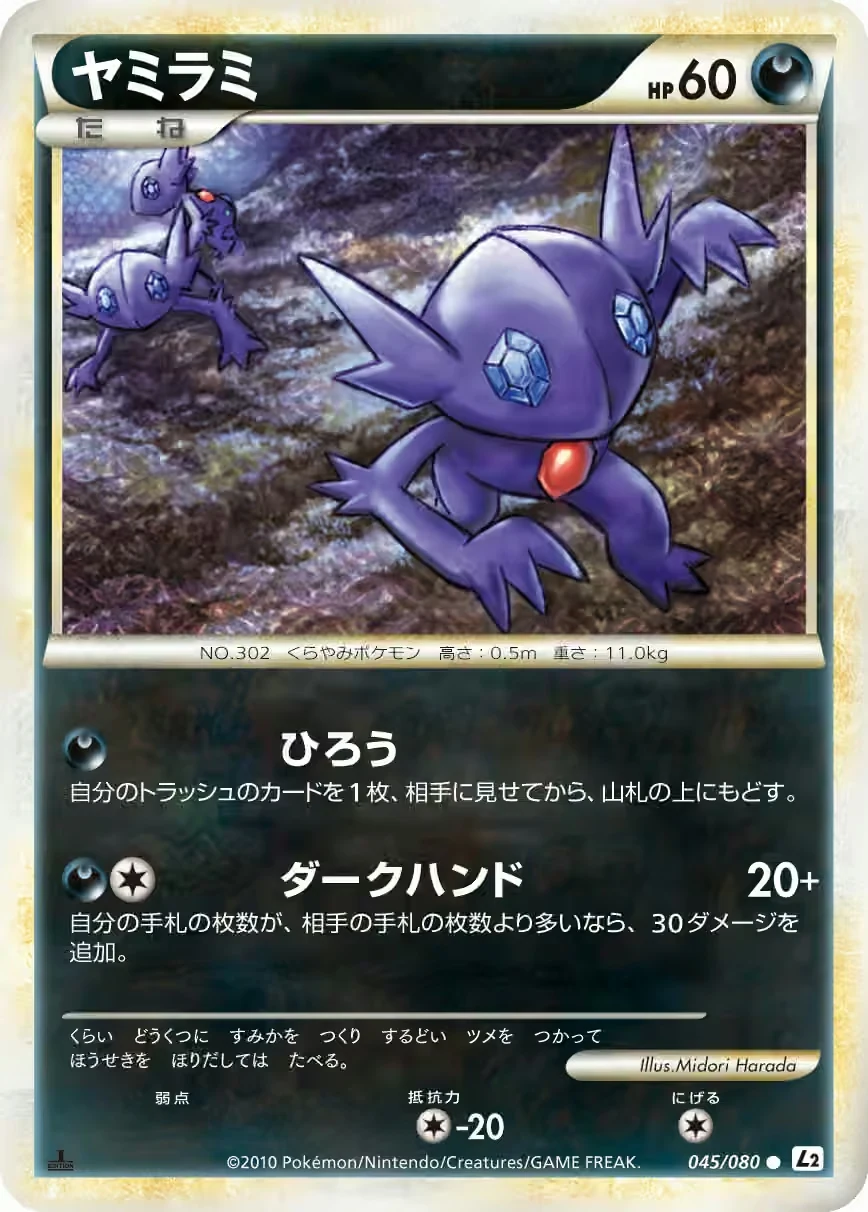 ヤミラミ
HP60
たね
NO.302 くらやみポケモン 高さ:0.5m 重さ:11.0kg
ひろう
自分のトラッシュのカードを1枚、相手に見せてから、山札の上にもどす。
ダークハンド 20+
自分の手札の枚数が、相手の手札の枚数より多いなら、30ダメージを
追加。
くらい どうくつに すみかを つくり するどい ツメを つかって
ほうせきを ほりだしては たべる。
Illus.Midori Harada
弱点 抵抗力 にげる
-20
1 EDITION
©2010 Pokémon/Nintendo/Creatures/GAME FREAK.
045/080 ● L2